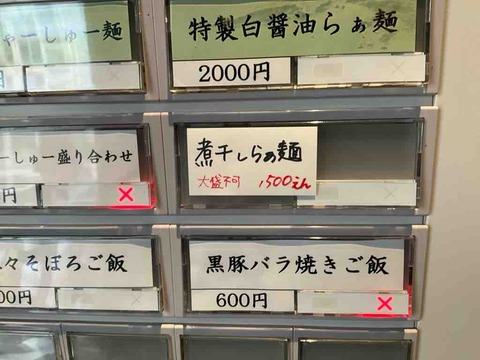 ゃーしゅー麺
特製白醤油らぁ麺
円
2000円
ーしゅー盛り合わせ
煮干しらぁ麺
大盛不可 1500えん
円
々そぼろご飯
黒豚バラ焼きご飯
00円
600円